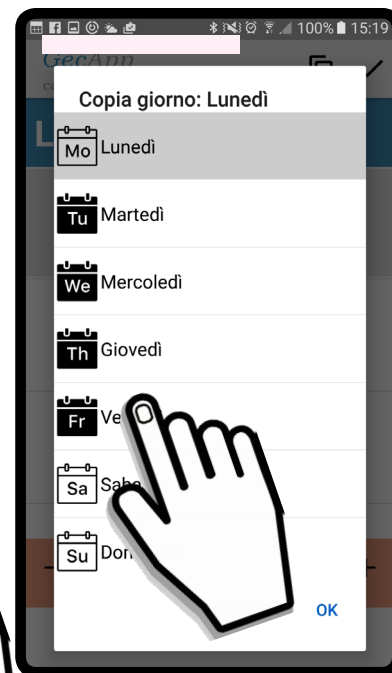 100% 15:19
GecApp
Copia giorno: Lunedì
Mo Lunedì
Tu Martedì
We Mercoledì
Th Giovedì
Fr
Sa
Su
OK